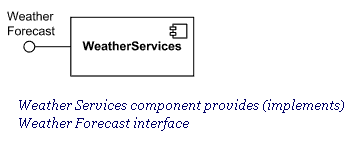 Weather
Forecast
WeatherServices
Weather Services component provides (implements)
Weather Forecast interface